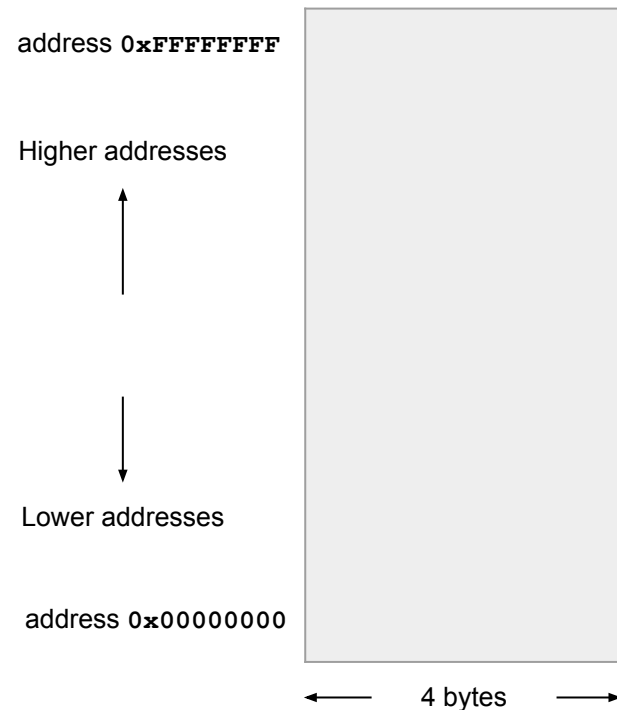 address 0xFFFFFFFF
Higher addresses
Lower addresses
address 0x00000000
4 bytes